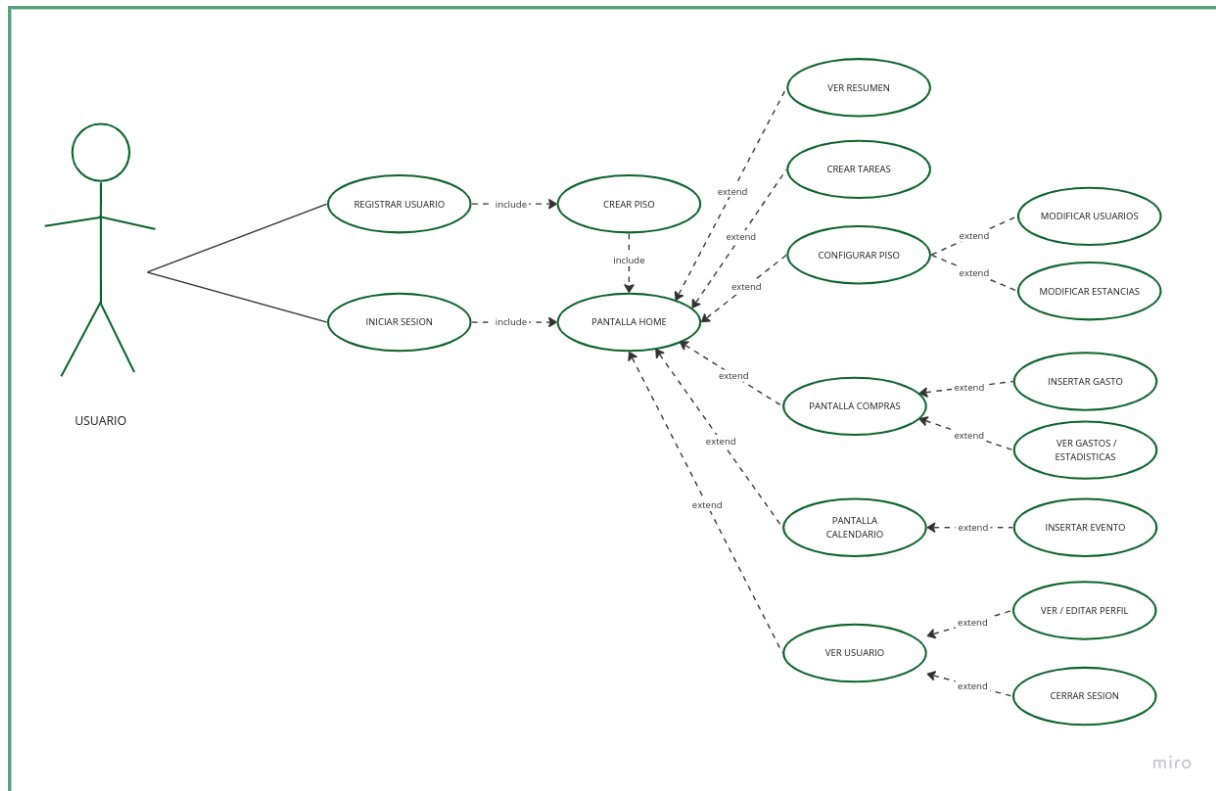 VER RESUMEN
extend
CREAR TAREAS
extend
REGISTRAR USUARIO
include
CREAR PISO
include
CONFIGURAR PISO
extend
extend
MODIFICAR USUARIOS
extend
MODIFICAR ESTANCIAS
INICIAR SESION
include
PANTALLA HOME
extend
PANTALLA COMPRAS
extend
INSERTAR GASTO
extend
VER GASTOS /
ESTADISTICAS
USUARIO
extend
PANTALLA
CALENDARIO
extend
INSERTAR EVENTO
extend
VER USUARIO
extend
VER / EDITAR PERFIL
extend
CERRAR SESION
miro